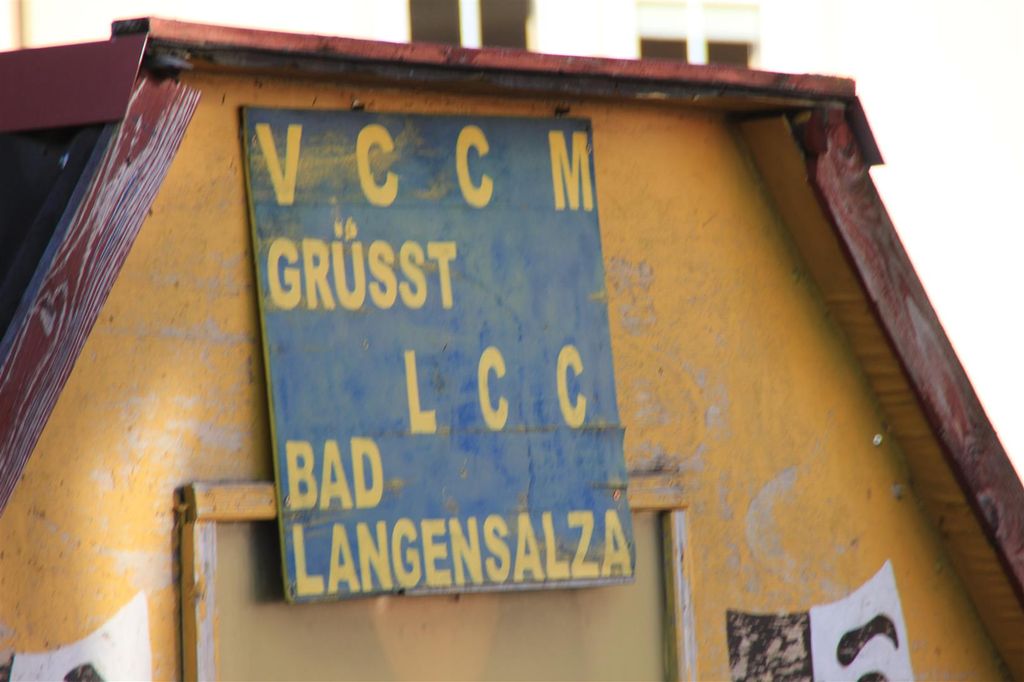 V C C M
GRÜSST
L C C
BAD
LANGENSALZA